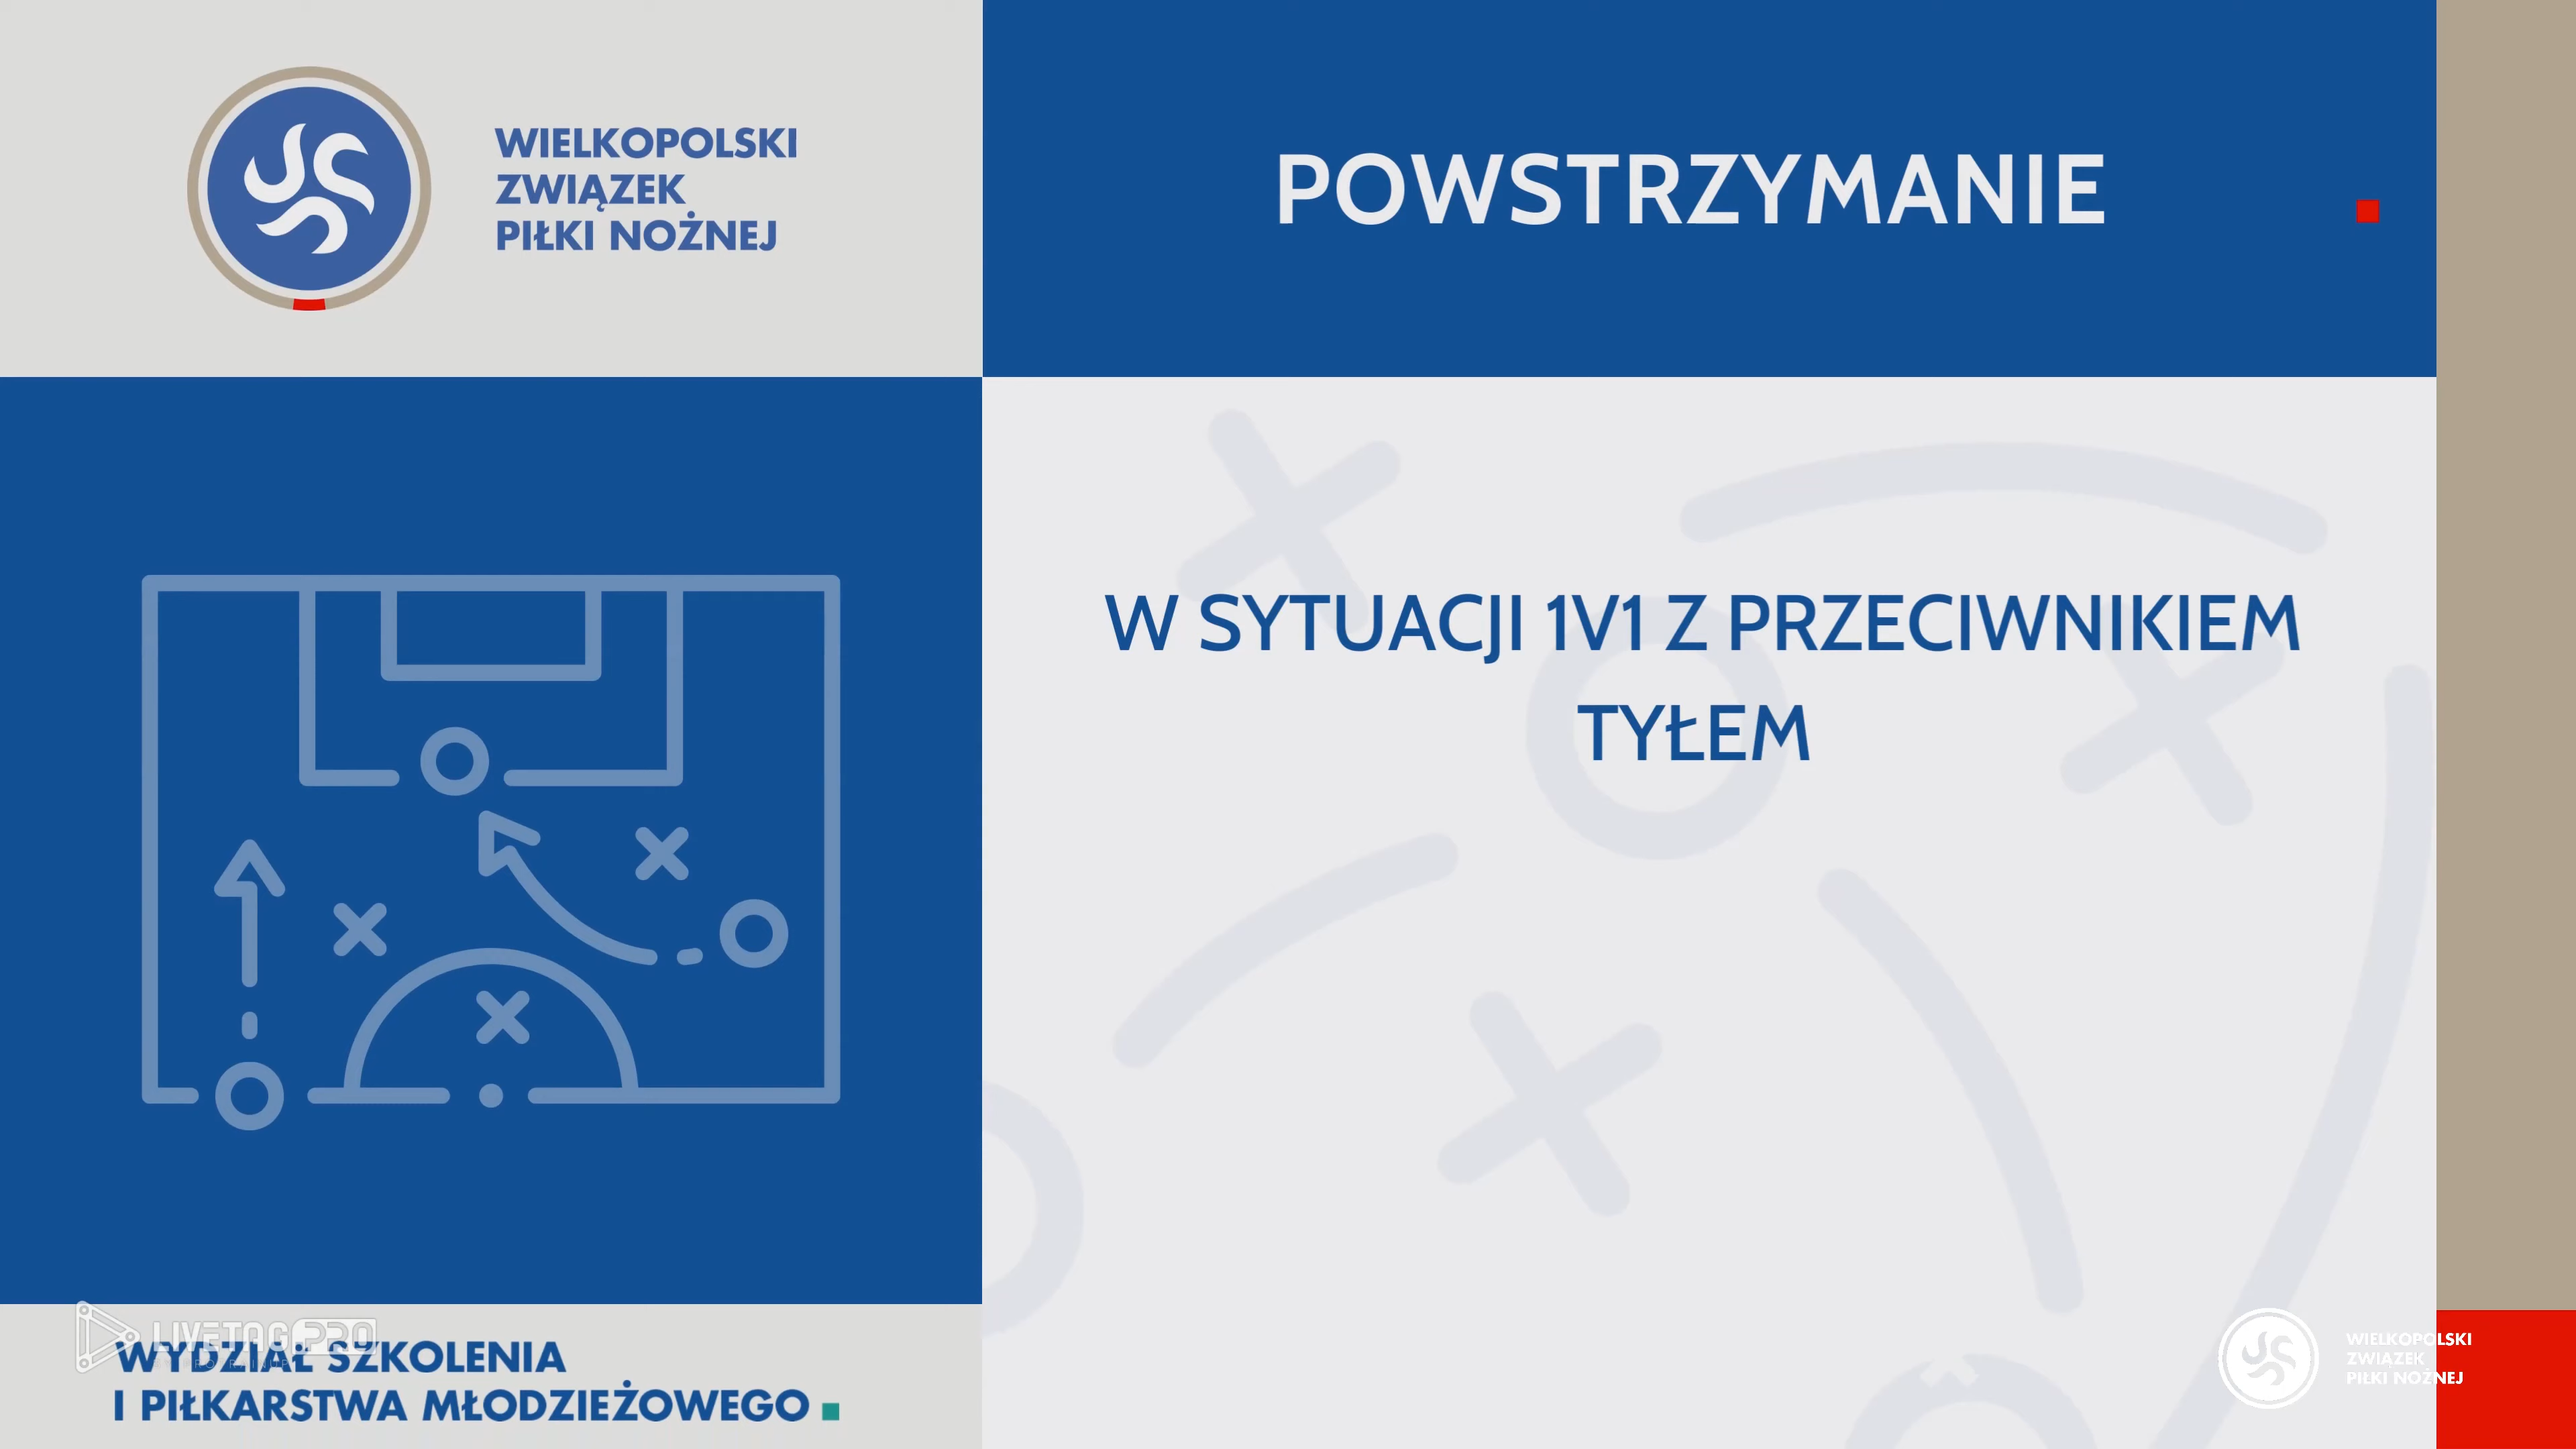 WIELKOPOLSKI
ZWIĄZEK
PIŁKI NOŻNEJ
POWSTRZYMANIE
W SYTUACJI 1V1 Z PRZECIWNIKIEM
TYŁEM
LIVETAG PRO
WYDZIAŁ SZKOLENIA
I PIŁKARSTWA MŁODZIEŻOWEGO
WIELKOPOLSKI
ZWIĄZEK
PIŁKI NOŻNEJ